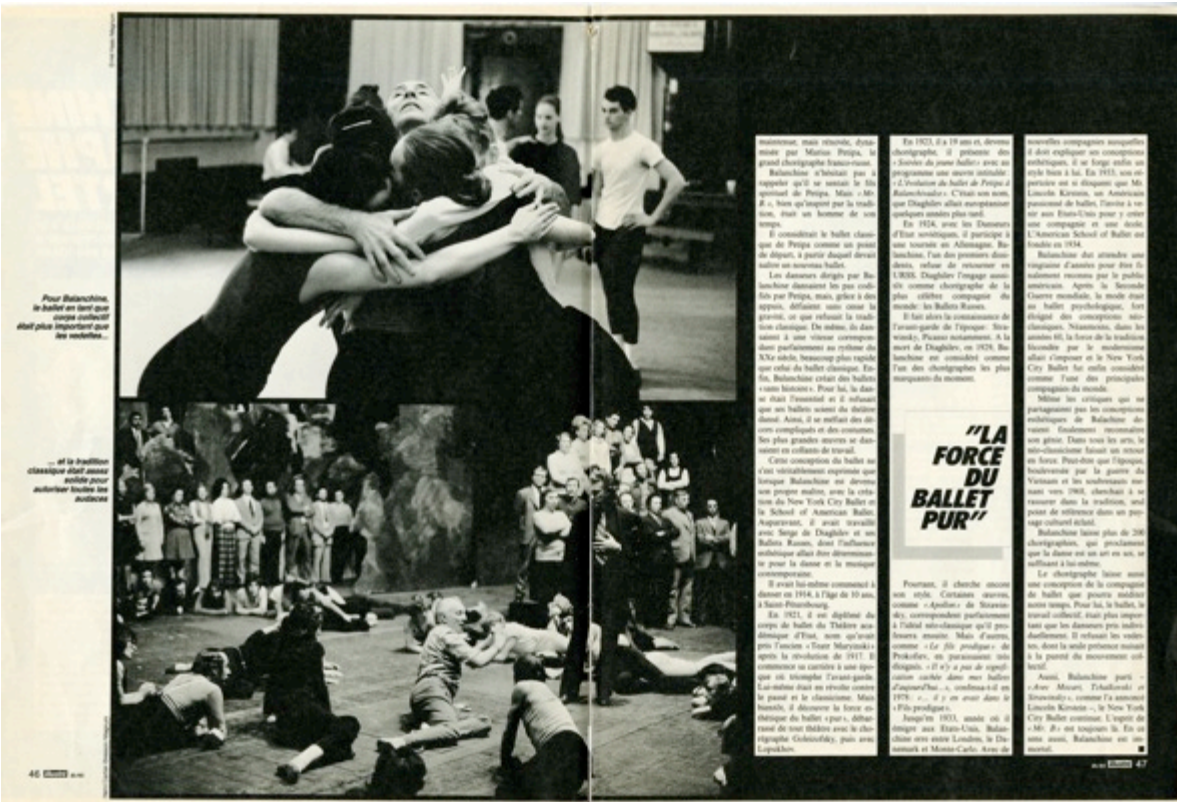 Pour Balanchine,
le ballet en tant que
corps collectif
était plus important que
les vedettes...
... et la tradition
classique était assez
solide pour
autoriser toutes les
audaces
46
maintenue, mais rénovée, dyna-
misée par Marius Petipa, le
grand chorégraphe franco-russe.
Balanchine n'hésitait pas à
rappeler qu'il se sentait le fils
spirituel de Petipa. Mais «Mr.
B.», bien qu'inspiré par la tradi-
tion, était un homme de son
temps.
Il considérait le ballet classi-
que de Petipa comme un point
de départ, à partir duquel devait
naître un nouveau ballet.
Les danseurs dirigés par Ba-
lanchine dansaient les pas codi-
fiés par Petipa, mais, grâce à des
appuis, défiaient sans cesse la
gravité, ce que refusait la tradi-
tion classique. De même, ils dan-
saient à une vitesse correspon-
dant parfaitement au rythme du
XXe siècle, beaucoup plus rapide
que celui du ballet classique. En-
fin, Balanchine créait des ballets
«sans histoire». Pour lui, la dan-
se était l'essentiel et il refusait
que ses ballets soient du théâtre
dansé. Ainsi, il se méfiait des dé-
cors compliqués et des costumes.
Ses plus grandes œuvres se dan-
saient en collants de travail.
Cette conception du ballet ne
s'est véritablement exprimée que
lorsque Balanchine est devenu
son propre maître, avec la créa-
tion du New York City Ballet et
la School of American Ballet.
Auparavant, il avait travaillé
avec Serge de Diaghilev et ses
Ballets Russes, dont l'influence
esthétique allait être déterminan-
te pour la danse et la musique
contemporaine.
Il avait lui-même commencé à
danser en 1914, à l'âge de 10 ans,
à Saint-Pétersbourg.
En 1921, il est diplômé du
corps de ballet du Théâtre aca-
démique d'Etat, nom qu'avait
pris l'ancien «Teatr Maryinski»
après la révolution de 1917. Il
commence sa carrière à une épo-
que où triomphe l'avant-garde.
Lui-même était en révolte contre
le passé et le classicisme. Mais
bientôt, il découvre la force es-
thétique du ballet «pur», débar-
rassé de tout théâtre avec le cho-
régraphe Goleizofsky, puis avec
Lopukhov.
En 1923, il a 19 ans et, devenu
chorégraphe, il présente des
«Soirées du jeune ballet» avec au
programme une œuvre intitulée:
«L'évolution du ballet de Petipa à
Balanchivadze». C'était son nom,
que Diaghilev allait européaniser
quelques années plus tard.
En 1924, avec les Danseurs
d'Etat soviétiques, il participe à
une tournée en Allemagne. Ba-
lanchine, l'un des premiers dissi-
dents, refuse de retourner en
URSS. Diaghilev l'engage aussi-
tôt comme chorégraphe de la
plus célèbre compagnie du
monde: les Ballets Russes.
Il fait alors la connaissance de
l'avant-garde de l'époque: Stra-
winsky, Picasso notamment. A la
mort de Diaghilev, en 1929, Ba-
lanchine est considéré comme
l'un des chorégraphes les plus
marquants du moment.
"LA
FORCE
DU
BALLET
PUR"
Pourtant, il cherche encore
son style. Certaines œuvres,
comme «Apollon» de Strawin-
sky, correspondent parfaitement
à l'idéal néo-classique qu'il pro-
fessera ensuite. Mais d'autres,
comme «Le fils prodigue» de
Prokofiev, en paraissaient très
éloignés. «Il n'y a pas de signifi-
cation cachée dans mes ballets
d'aujourd'hui...», confessa-t-il en
1978: «... il y en avait dans le
«Fils prodigue».
Jusqu'en 1933, année où il
émigre aux Etats-Unis, Balan-
chine erre entre Londres, le Da-
nemark et Monte-Carlo. Avec de
nouvelles compagnies auxquelles
il doit expliquer ses conceptions
esthétiques, il se forge enfin un
style bien à lui. En 1933, son ré-
pertoire est si éloquent que Mr.
Lincoln Kirstein, un Américain
passionné de ballet, l'invite à ve-
nir aux Etats-Unis pour y créer
une compagnie et une école.
L'American School of Ballet est
fondée en 1934.
Balanchine dut attendre une
vingtaine d'années pour être fi-
nalement reconnu par le public
américain. Après la Seconde
Guerre mondiale, la mode était
au ballet psychologique, fort
éloigné des conceptions néo-
classiques. Néanmoins, dans les
années 60, la force de la tradition
fécondée par le modernisme
allait s'imposer et le New York
City Ballet fut enfin considéré
comme l'une des principales
compagnies du monde.
Même les critiques qui ne
partageaient pas les conceptions
esthétiques de Balachine de-
vaient finalement reconnaître
son génie. Dans tous les arts, le
néo-classicisme faisait un retour
en force. Peut-être que l'époque,
bouleversée par la guerre du
Vietnam et les soubresauts me-
nant vers 1968, cherchait à se
rassurer dans la tradition, seul
point de référence dans un pay-
sage culturel éclaté.
Balanchine laisse plus de 200
chorégraphies, qui proclament
que la danse est un art en soi, se
suffisant à lui-même.
Le chorégraphe laisse aussi
une conception de la compagnie
de ballet que pourra méditer
notre temps. Pour lui, le ballet, le
travail collectif, était plus impor-
tant que les danseurs pris indivi-
duellement. Il refusait les vedet-
tes, dont la seule présence nuisait
à la pureté du mouvement col-
lectif.
Aussi, Balanchine parti –
«Avec Mozart, Tchaïkovski et
Strawinsky», comme l'a annoncé
Lincoln Kirstein –, le New York
City Ballet continue. L'esprit de
«Mr. B.» est toujours là. En ce
sens aussi, Balanchine est im-
mortel.
47